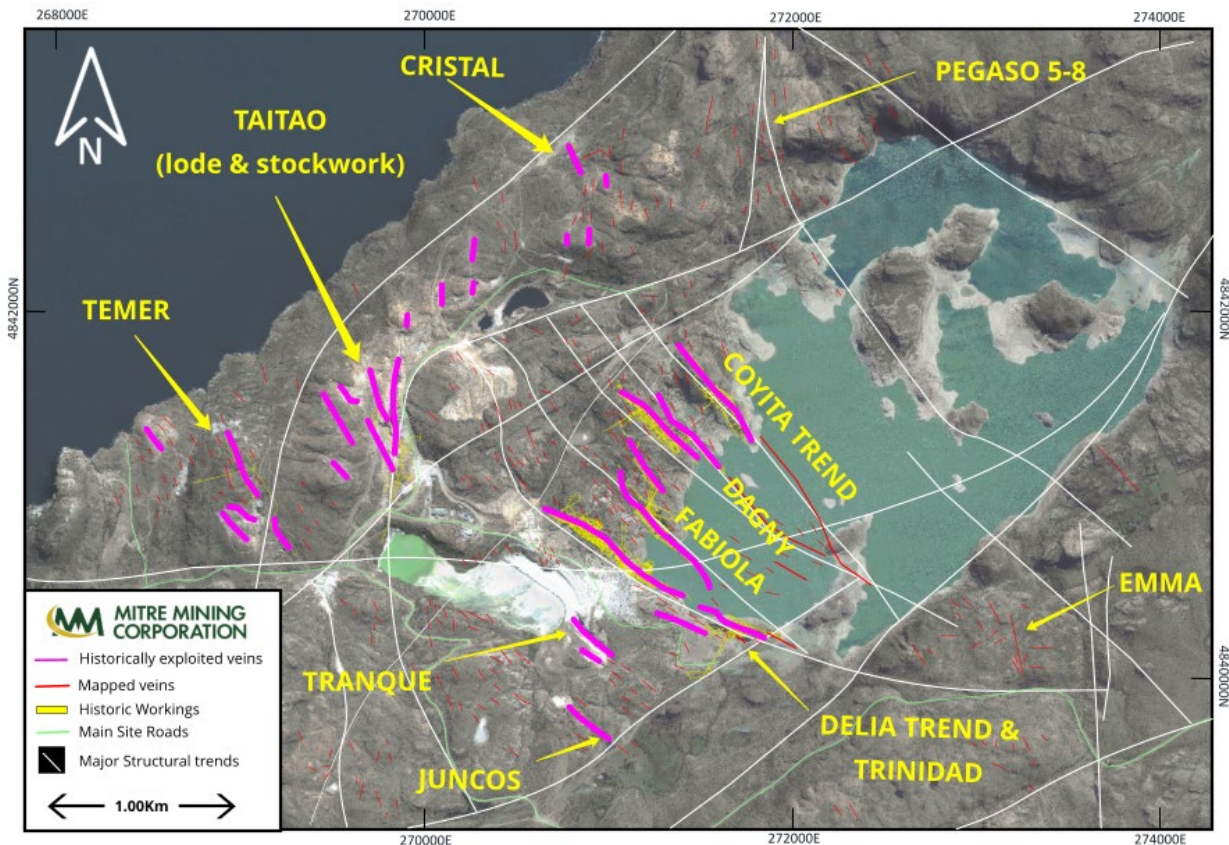 268000E
270000E
272000E
274000E
CRISTAL
PEGASO 5-8
TAITAO
(lode & stockwork)
N
4842000N
4842000N
TEMER
COYITA TREND
DAGNY
FABIOLA
EMMA
TRANQUE
4840000N
DELIA TREND &
TRINIDAD
JUNCOS
MM MITRE MINING
CORPORATION
Historically exploited veins
Mapped veins
Historic Workings
Main Site Roads
Major Structural trends
1.00Km
270000E
272000E
274000E